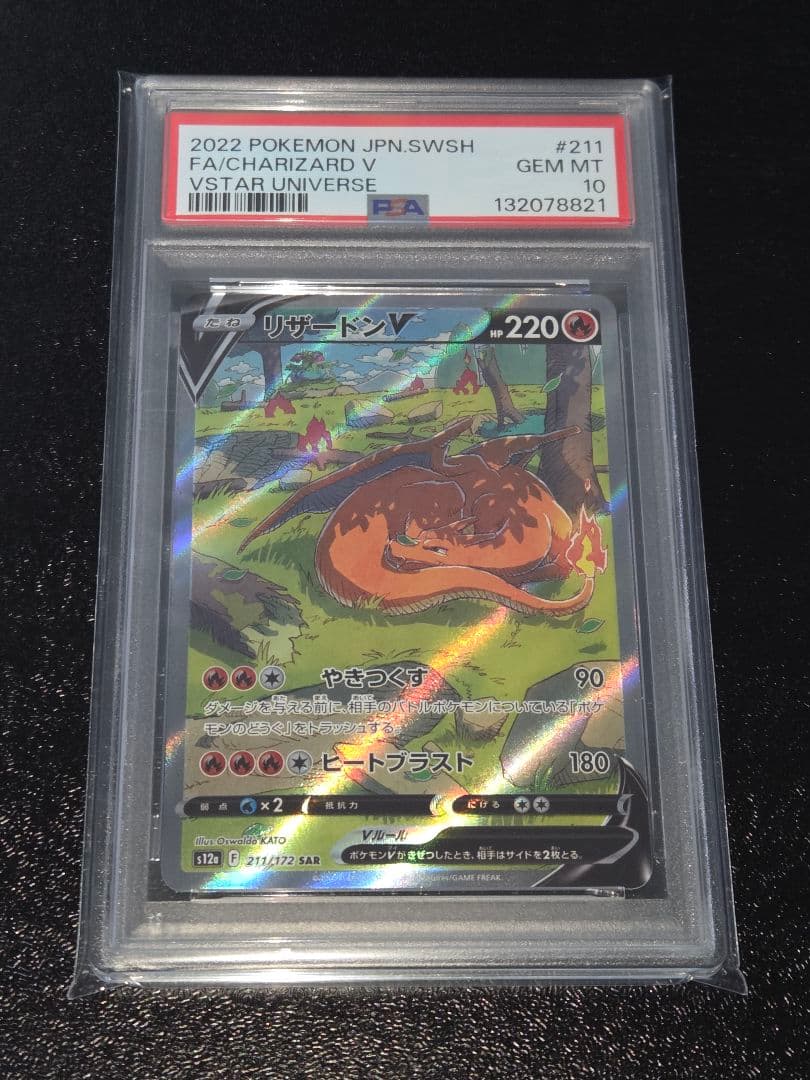 2022 POKEMON JPN.SWSH #211
FA/CHARIZARD V GEM MT
VSTAR UNIVERSE 10
PSA 132078821
たね リザードンV HP220
やきつくす 90
ダメージを与える前に、相手のバトルポケモンについている「ポケ
モンのどうぐ」をトラッシュする。
ヒートブラスト 180
弱点 ×2 抵抗力 にげる
Illus. Oswaldo KATO Vルール
s12a F 211/172 SAR ポケモンVがきぜつしたとき、相手はサイドを2枚とる。
/GAME FREAK.